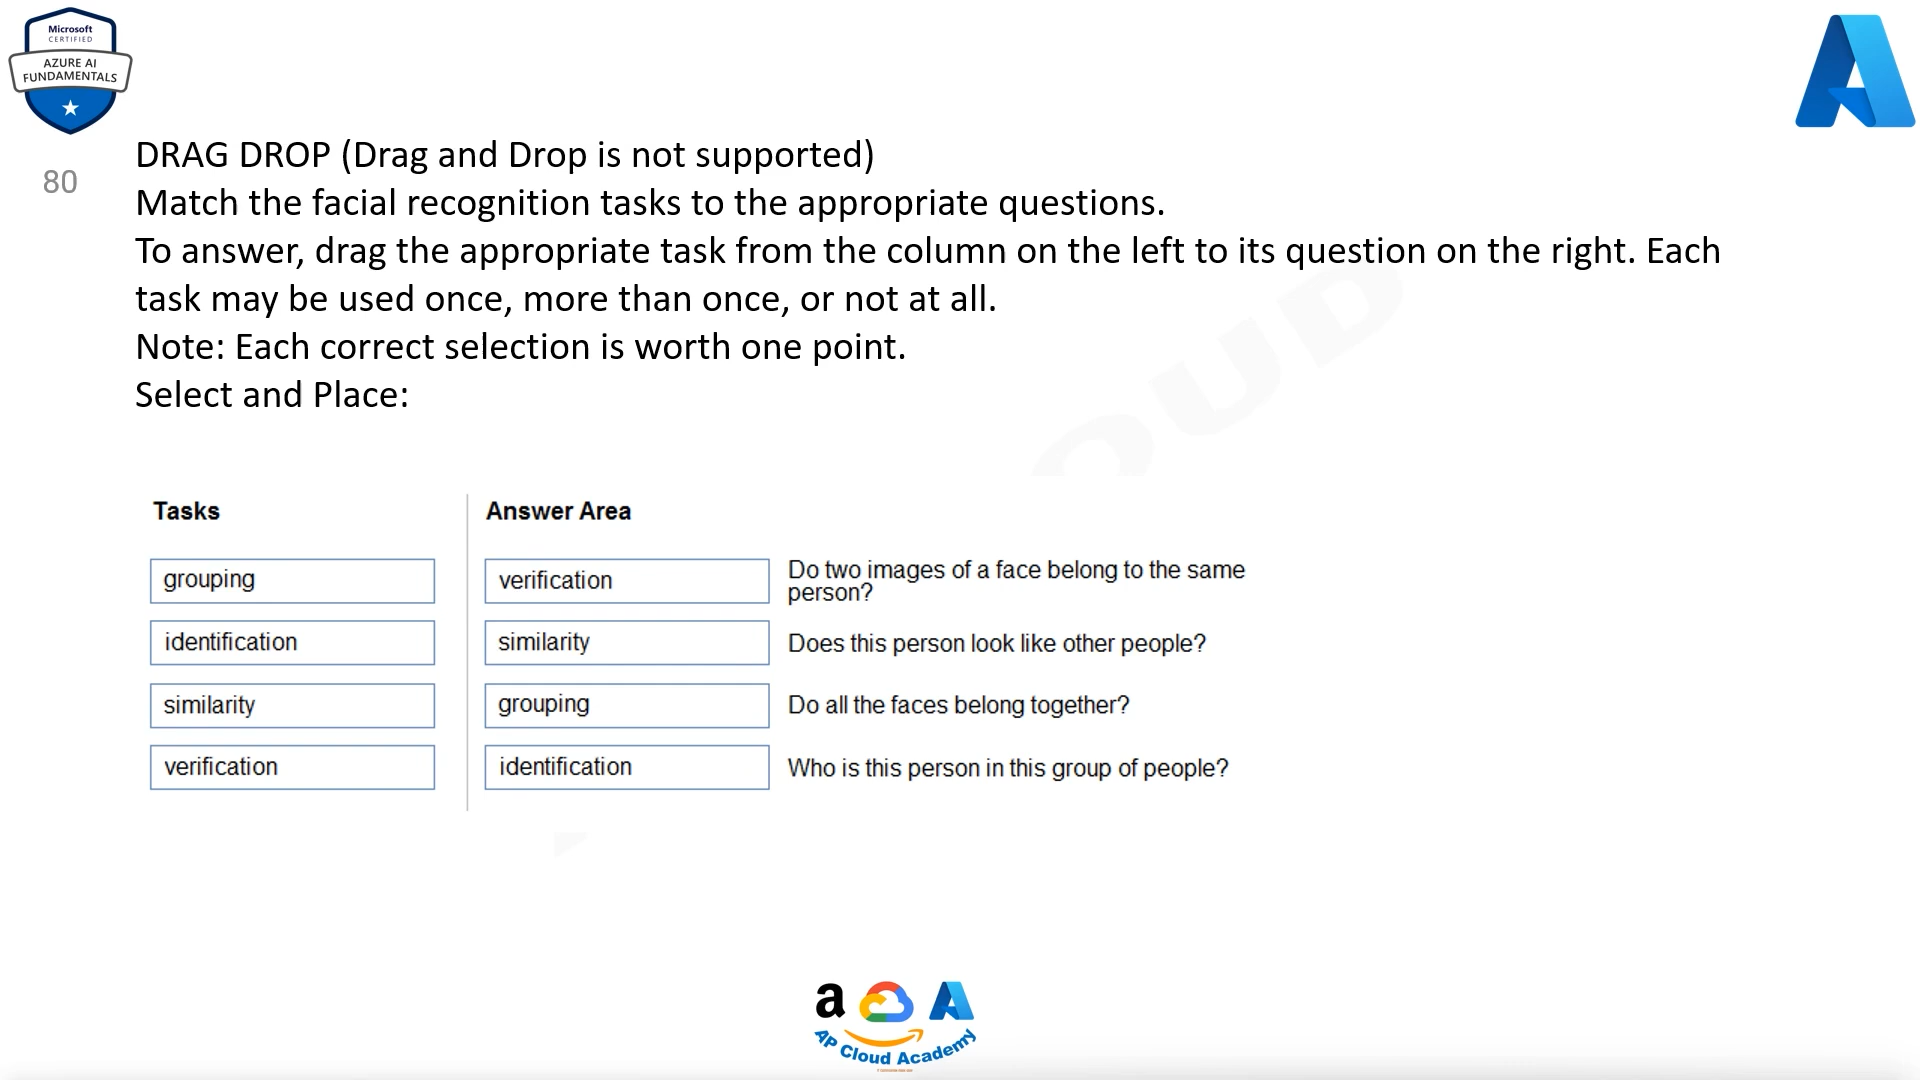 Microsoft
CERTIFIED
AZURE AI
FUNDAMENTALS
80
DRAG DROP (Drag and Drop is not supported)
Match the facial recognition tasks to the appropriate questions.
To answer, drag the appropriate task from the column on the left to its question on the right. Each
task may be used once, more than once, or not at all.
Note: Each correct selection is worth one point.
Select and Place:
Tasks
Answer Area
grouping
verification
Do two images of a face belong to the same
person?
identification
similarity
Does this person look like other people?
similarity
grouping
Do all the faces belong together?
verification
identification
Who is this person in this group of people?
a
AP Cloud Academy